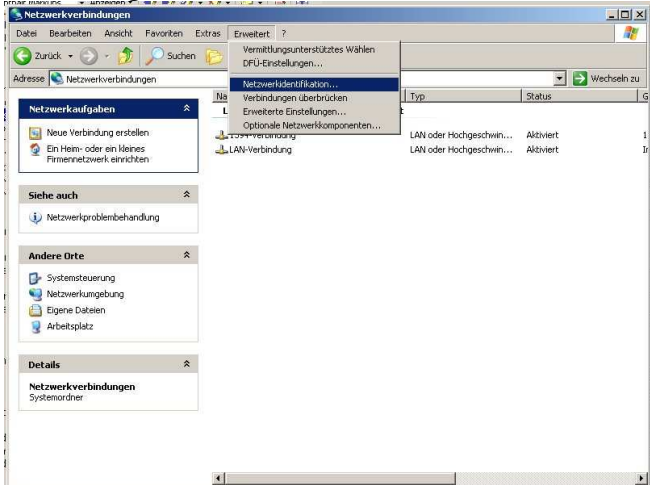 Netzwerkverbindungen
Datei Bearbeiten Ansicht Favoriten Extras Erweitert ?
Zurück Suchen
Vermittlungsunterstütztes Wählen
DFÜ-Einstellungen...
Netzwerkidentifikation...
Verbindungen überbrücken
Erweiterte Einstellungen...
Optionale Netzwerkkomponenten...
Adresse Netzwerkverbindungen Wechseln zu
Typ Status
1394-Verbindung LAN oder Hochgeschwin... Aktiviert
LAN-Verbindung LAN oder Hochgeschwin... Aktiviert
Netzwerkaufgaben
Neue Verbindung erstellen
Ein Heim- oder ein kleines
Firmennetzwerk einrichten
Siehe auch
Netzwerkproblembehandlung
Andere Orte
Systemsteuerung
Netzwerkumgebung
Eigene Dateien
Arbeitsplatz
Details
Netzwerkverbindungen
Systemordner